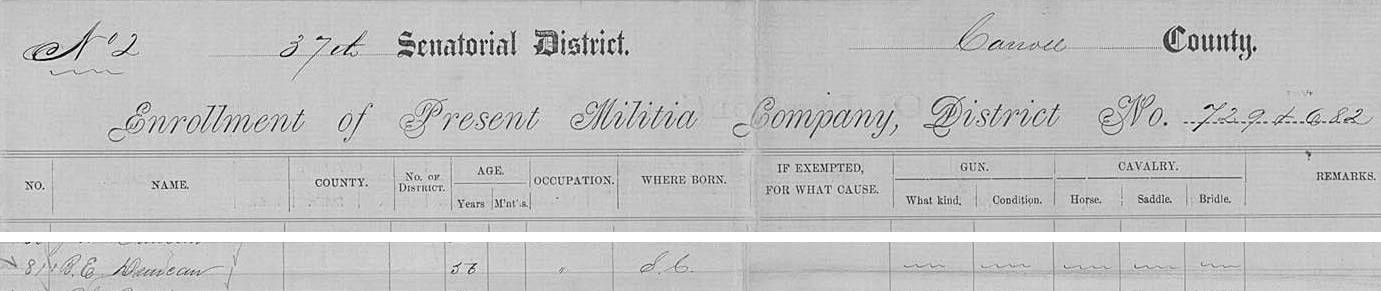 No 2 37th Senatorial District. Carroll County.
Enrollment of Present Militia Company, District No. 729 & 682
NO. NAME. COUNTY. No. of District. AGE. Years M'nt's. OCCUPATION. WHERE BORN. IF EXEMPTED, FOR WHAT CAUSE. GUN. What kind. Condition. CAVALRY. Horse. Saddle. Bridle. REMARKS.
8 B. E. Duncan 〃 S. C.